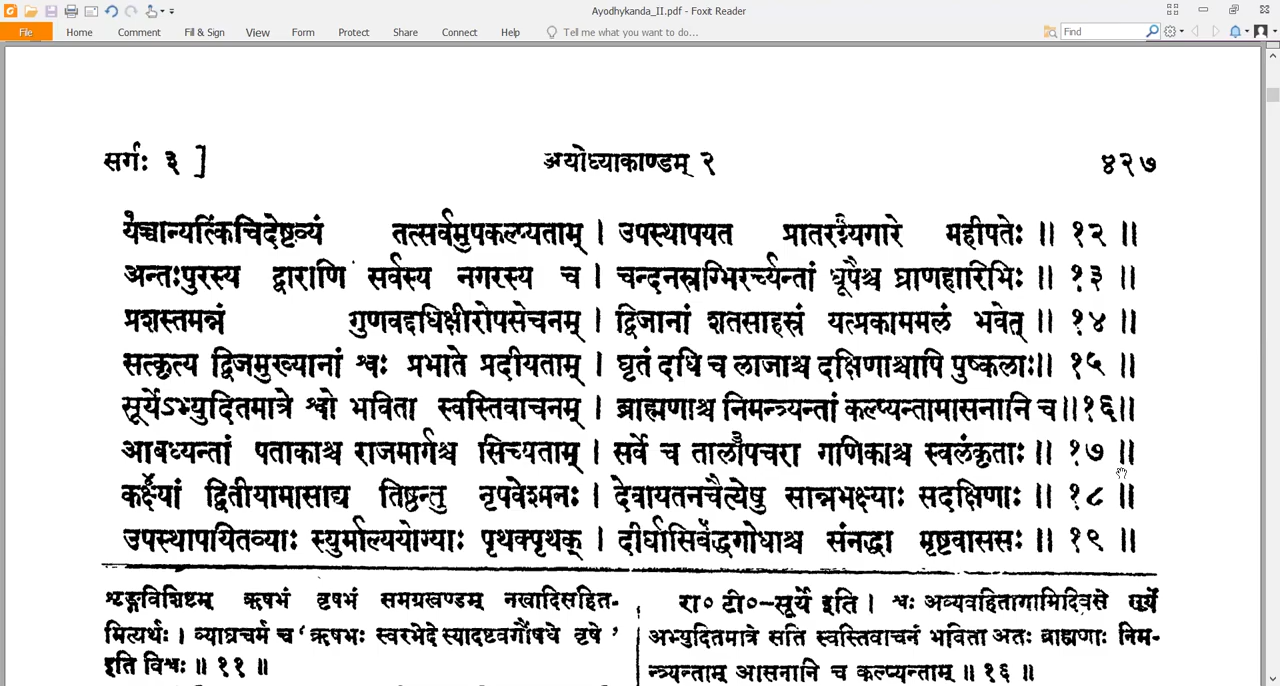 Ayodhykanda_II.pdf - Foxit Reader
File Home Comment Fill & Sign View Form Protect Share Connect Help Tell me what you want to do... Find
सर्गः ३ ] अयोध्याकाण्डम् २ ४२७
यच्चान्यत्किंचिदेष्टव्यं तत्सर्वमुपकल्प्यताम् । उपस्थापयत प्रातरग्न्यगारे महीपतेः ॥ १२ ॥
अन्तःपुरस्य द्वाराणि सर्वस्य नगरस्य च । चन्दनस्रग्भिरर्च्यन्तां धूपैश्च घ्राणहारिभिः ॥ १३ ॥
प्रशस्तमन्नं गुणवद्दधिक्षीरोपसेचनम् । द्विजानां शतसाहस्रं यत्प्रकाममलं भवेत् ॥ १४ ॥
सत्कृत्य द्विजमुख्यानां श्वः प्रभाते प्रदीयताम् । घृतं दधि च लाजाश्च दक्षिणाश्चापि पुष्कलाः॥ १५ ॥
सूर्येऽभ्युदितमात्रे श्वो भविता स्वस्तिवाचनम् । ब्राह्मणाश्च निमन्त्र्यन्तां कल्प्यन्तामासनानि च॥१६॥
आबध्यन्तां पताकाश्च राजमार्गश्च सिच्यताम् । सर्वे च तालापचरा गणिकाश्च स्वलंकृताः ॥ १७ ॥
कक्ष्यां द्वितीयामासाद्य तिष्ठन्तु नृपवेश्मनः । देवायतनचैत्येषु सान्नभक्ष्याः सदक्षिणाः ॥ १८ ॥
उपस्थापयितव्याः स्युर्माल्ययोग्याः पृथक्पृथक् । दीर्घासिबद्धगोधाश्च संनद्धा मृष्टवाससः ॥ १९ ॥
शृङ्गविशिष्टम् ऋषभं वृषभं समग्रखण्डम् नखादिसहित-
मित्यर्थः । व्याघ्रचर्म च ‘ ऋषभः स्वरभेदे स्यादष्टवर्गौषधे वृषे ’
इति विश्वः ॥ ११ ॥
रा० टी०-सूर्ये इति । श्वः अव्यवहितागामिदिवसे सूर्ये
अभ्युदितमात्रे सति स्वस्तिवाचनं भविता अतः ब्राह्मणाः निम-
न्त्र्यन्ताम् आसनानि च कल्प्यन्ताम् ॥ १६ ॥